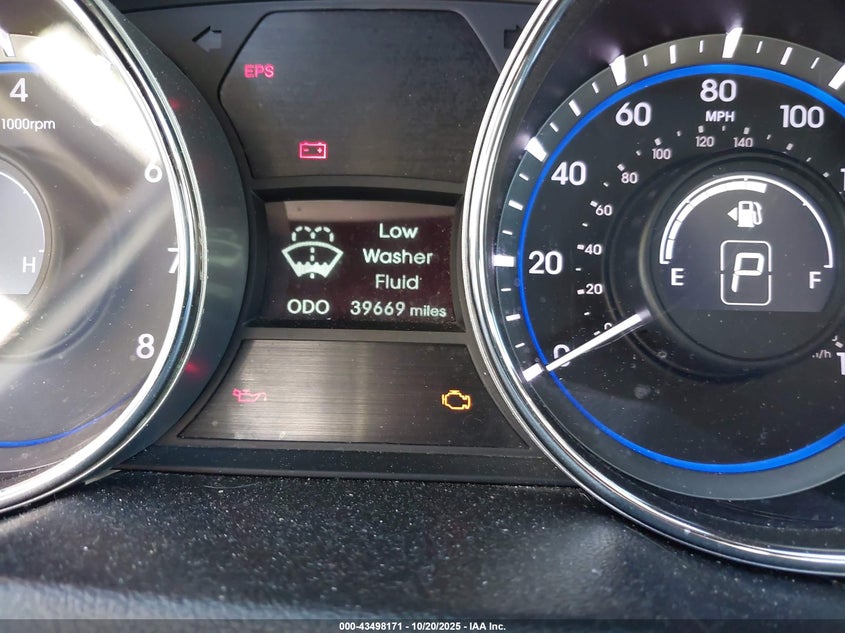 4
1000rpm
6
7
8
H
EPS
Low
Washer
Fluid
ODO 39669 miles
0
20
40
60
80
100
MPH
20
40
60
80
100
120
140
E
F
P
000-43498171 - 10/20/2025 - IAA Inc.